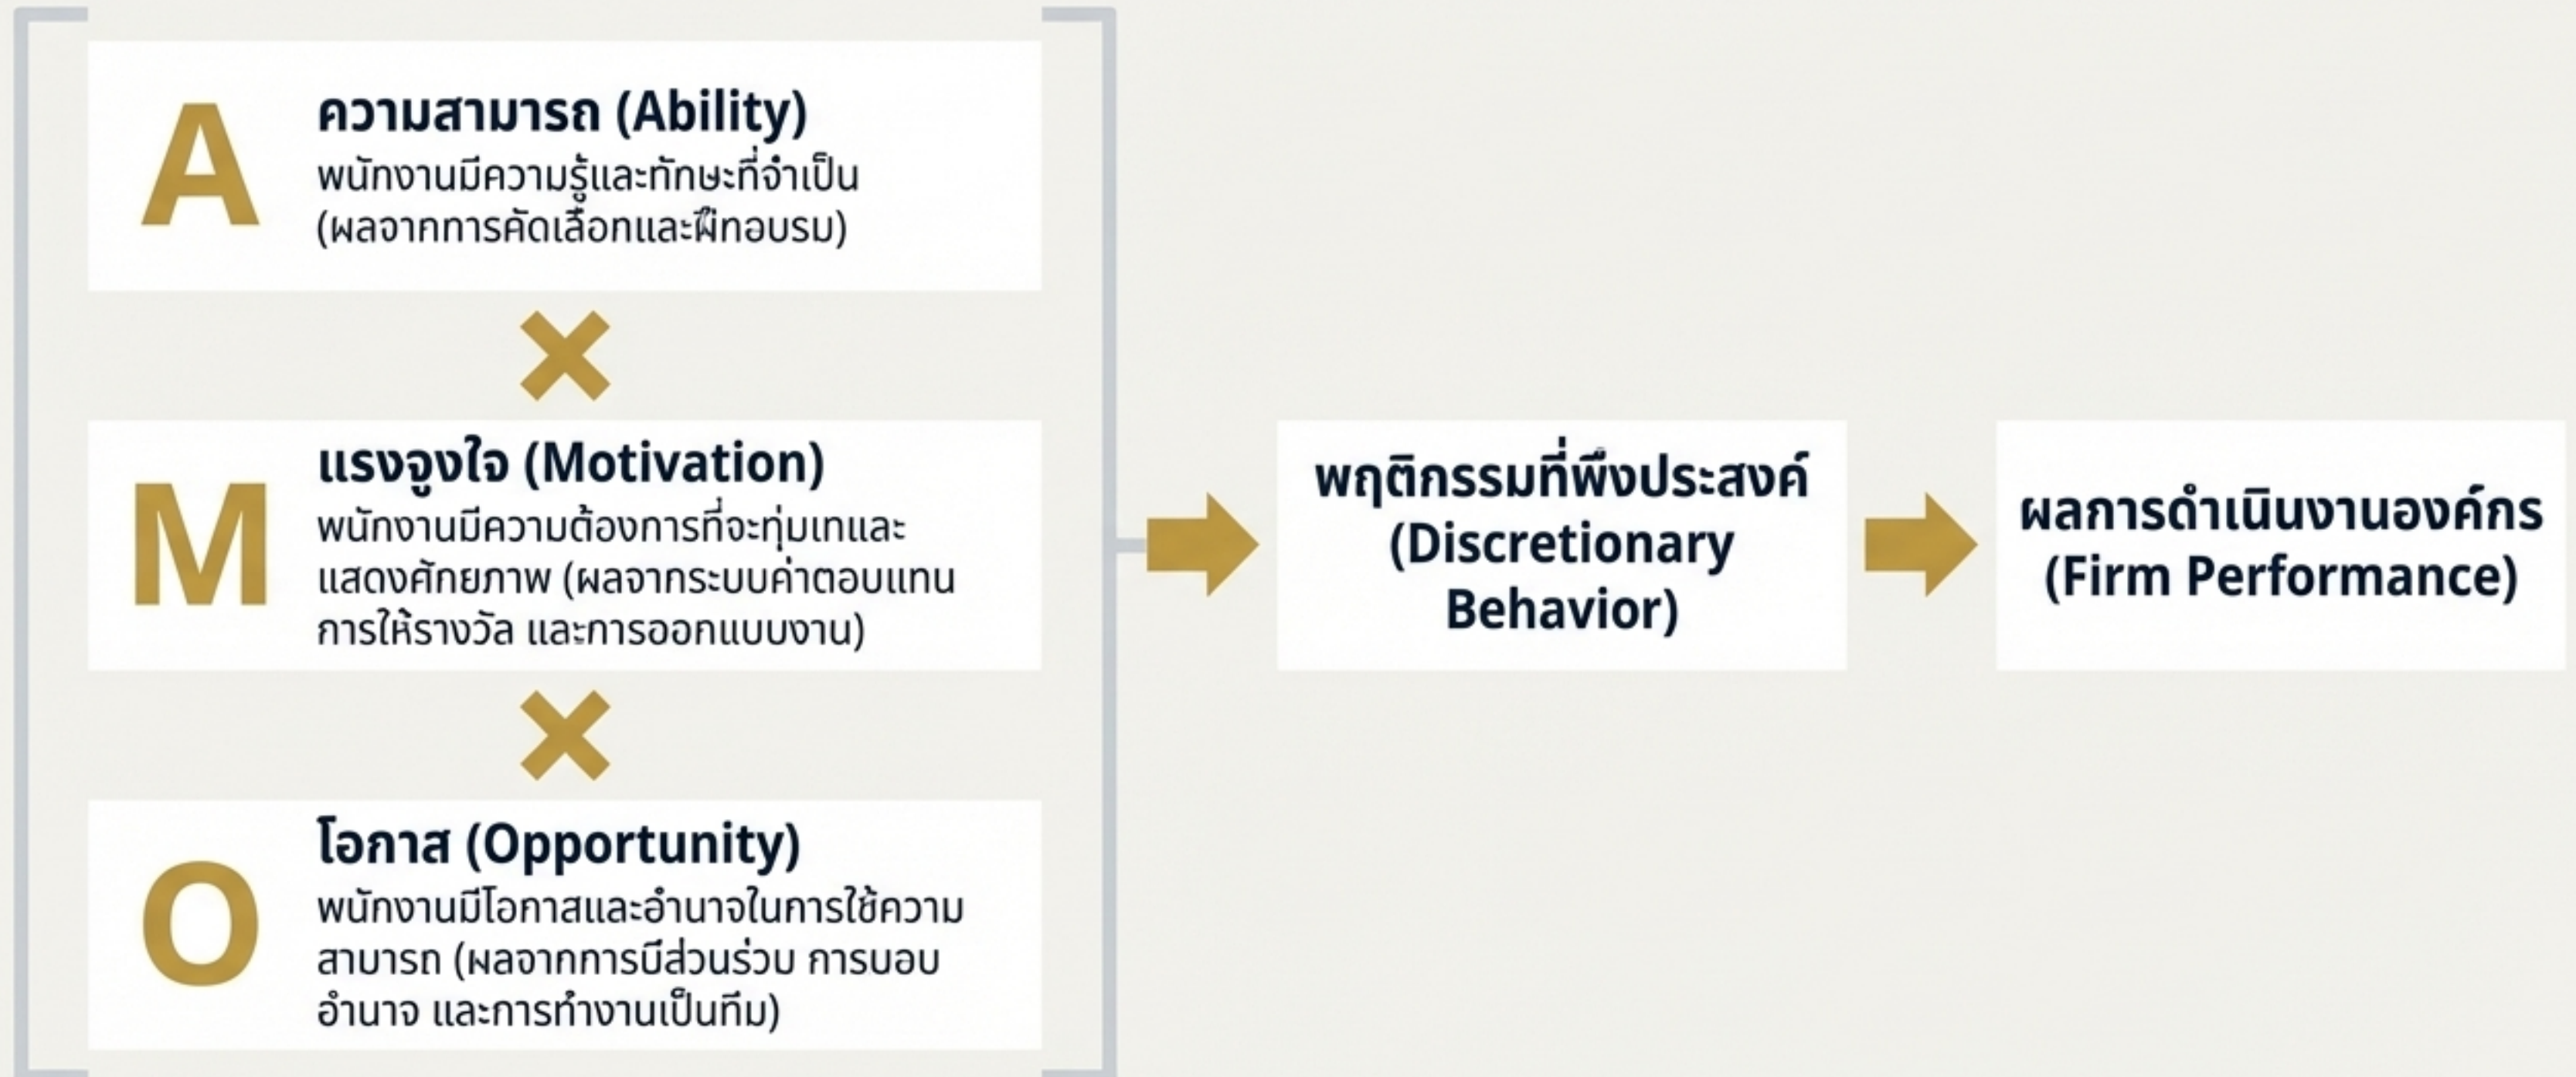 A
ความสามารถ (Ability)
พนักงานมีความรู้และทักษะที่จำเป็น
(ผลจากการคัดเลือกและฝึกอบรม)
M
แรงจูงใจ (Motivation)
พนักงานมีความต้องการที่จะทุ่มเทและ
แสดงศักยภาพ (ผลจากระบบค่าตอบแทน
การให้รางวัล และการออกแบบงาน)
O
โอกาส (Opportunity)
พนักงานมีโอกาสและอำนาจในการใช้ความ
สาบารถ (ผลจากการบีส่วนร่วบ การบอบ
อำนาจ และการทำงานเป็นทีม)
พฤติกรรมที่พึงประสงค์
(Discretionary
Behavior)
ผลการดำเนินงานองค์กร
(Firm Performance)